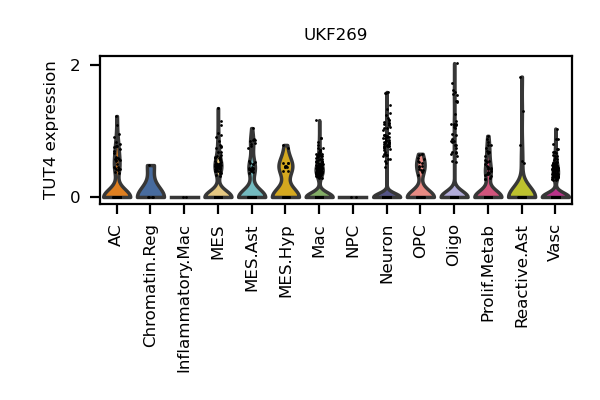 UKF269
TUT4 expression
2
0
AC
Chromatin.Reg
Inflammatory.Mac
MES
MES.Ast
MES.Hyp
Mac
NPC
Neuron
OPC
Oligo
Prolif.Metab
Reactive.Ast
Vasc